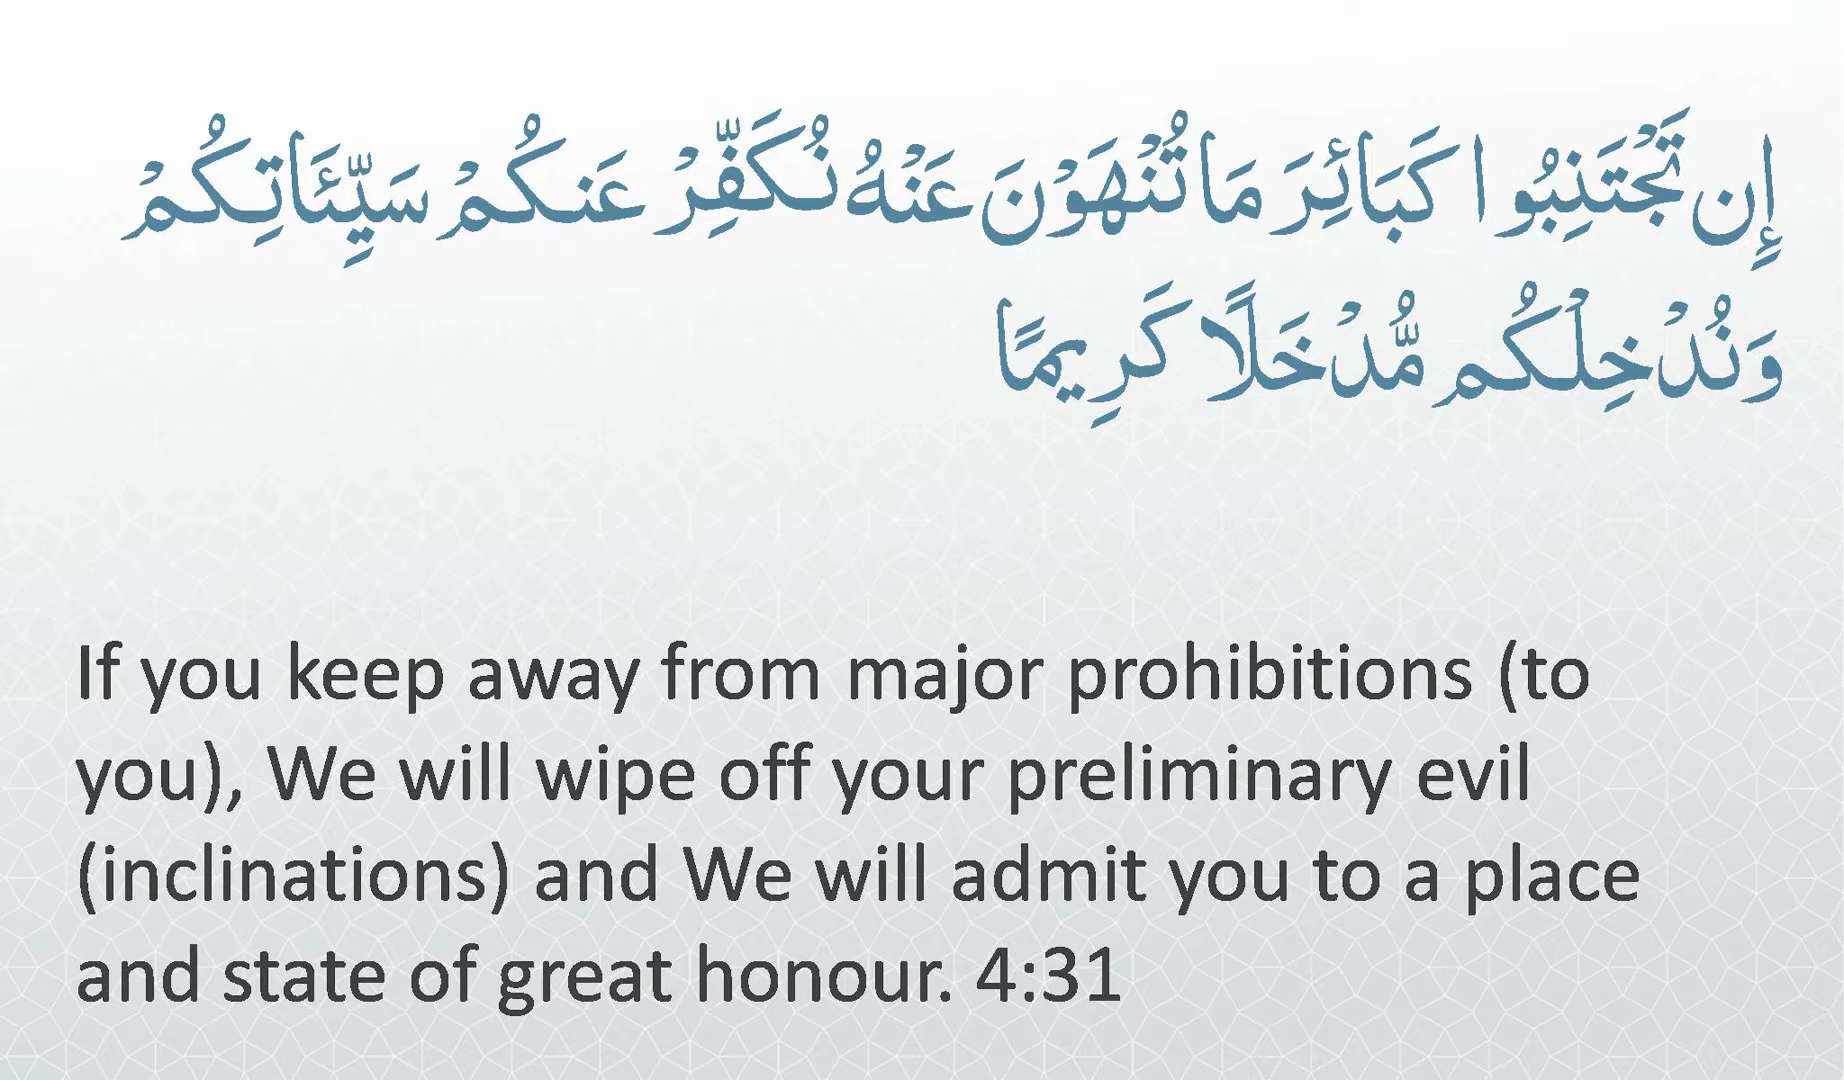 إِن تَجْتَنِبُوا كَبَائِرَ مَا تُنْهَوْنَ عَنْهُ نُكَفِّرْ عَنكُمْ سَيِّئَاتِكُمْ
وَنُدْخِلْكُم مُّدْخَلًا كَرِيمًا
If you keep away from major prohibitions (to
you), We will wipe off your preliminary evil
(inclinations) and We will admit you to a place
and state of great honour. 4:31